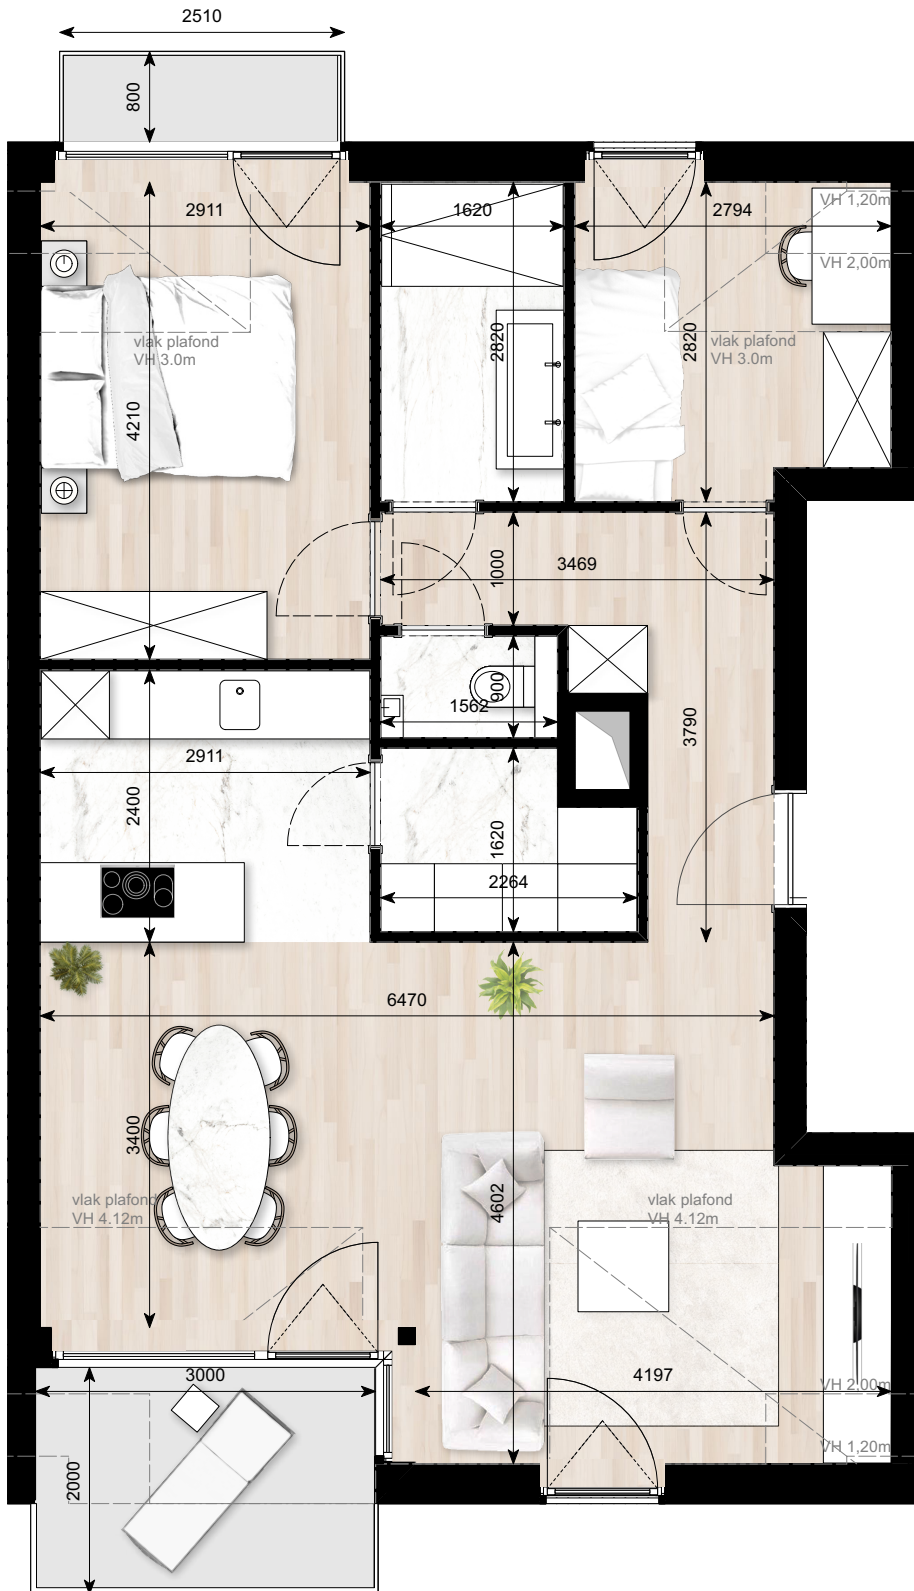 2510
800
2911
1620
2794
VH 1,20m
VH 2,00m
vlak plafond
VH 3.0m
2820
2820
vlak plafond
VH 3.0m
4210
1000
3469
900
1562
3790
2911
2400
1620
2264
6470
3400
4602
vlak plafond
VH 4.12m
vlak plafond
VH 4.12m
3000
4197
VH 2,00m
VH 1,20m
2000